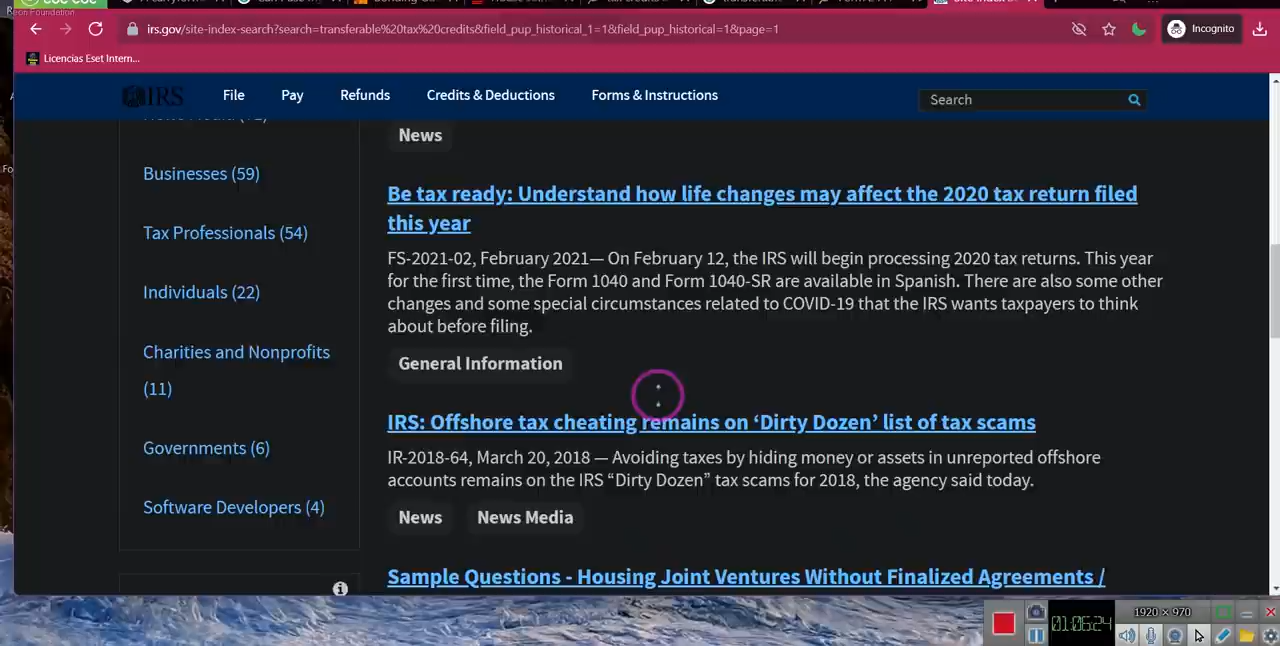 Reon Foundation
irs.gov/site-index-search?search=transferable%20tax%20credits&field_pup_historical_1=1&field_pup_historical=1&page=1
Incognito
Licencias Eset Intern...
IRS
File
Pay
Refunds
Credits & Deductions
Forms & Instructions
Search
Businesses (59)
Tax Professionals (54)
Individuals (22)
Charities and Nonprofits
(11)
Governments (6)
Software Developers (4)
News
Be tax ready: Understand how life changes may affect the 2020 tax return filed
this year
FS-2021-02, February 2021— On February 12, the IRS will begin processing 2020 tax returns. This year
for the first time, the Form 1040 and Form 1040-SR are available in Spanish. There are also some other
changes and some special circumstances related to COVID-19 that the IRS wants taxpayers to think
about before filing.
General Information
IRS: Offshore tax cheating remains on ‘Dirty Dozen’ list of tax scams
IR-2018-64, March 20, 2018 — Avoiding taxes by hiding money or assets in unreported offshore
accounts remains on the IRS “Dirty Dozen” tax scams for 2018, the agency said today.
News
News Media
Sample Questions - Housing Joint Ventures Without Finalized Agreements /
01:06:24
1920 × 970